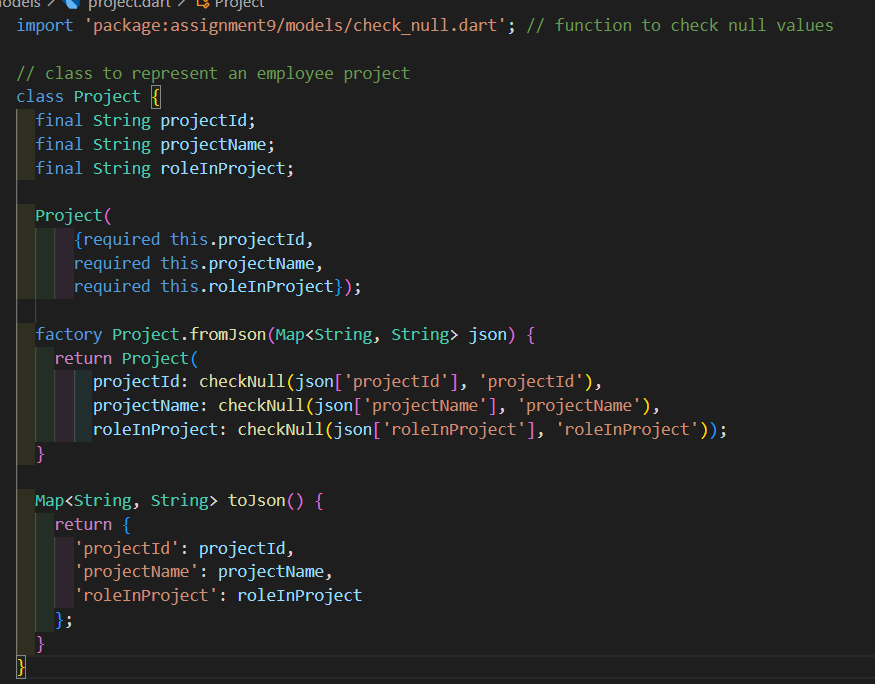 models > project.dart > Project
import 'package:assignment9/models/check_null.dart'; // function to check null values
// class to represent an employee project
class Project {
final String projectId;
final String projectName;
final String roleInProject;
Project(
{required this.projectId,
required this.projectName,
required this.roleInProject});
factory Project.fromJson(Map<String, String> json) {
return Project(
projectId: checkNull(json['projectId'], 'projectId'),
projectName: checkNull(json['projectName'], 'projectName'),
roleInProject: checkNull(json['roleInProject'], 'roleInProject'));
}
Map<String, String> toJson() {
return {
'projectId': projectId,
'projectName': projectName,
'roleInProject': roleInProject
};
}
}